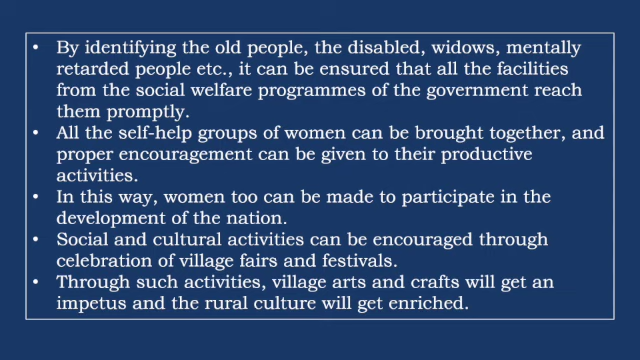 • By identifying the old people, the disabled, widows, mentally
retarded people etc., it can be ensured that all the facilities
from the social welfare programmes of the government reach
them promptly.
• All the self-help groups of women can be brought together, and
proper encouragement can be given to their productive
activities.
• In this way, women too can be made to participate in the
development of the nation.
• Social and cultural activities can be encouraged through
celebration of village fairs and festivals.
• Through such activities, village arts and crafts will get an
impetus and the rural culture will get enriched.